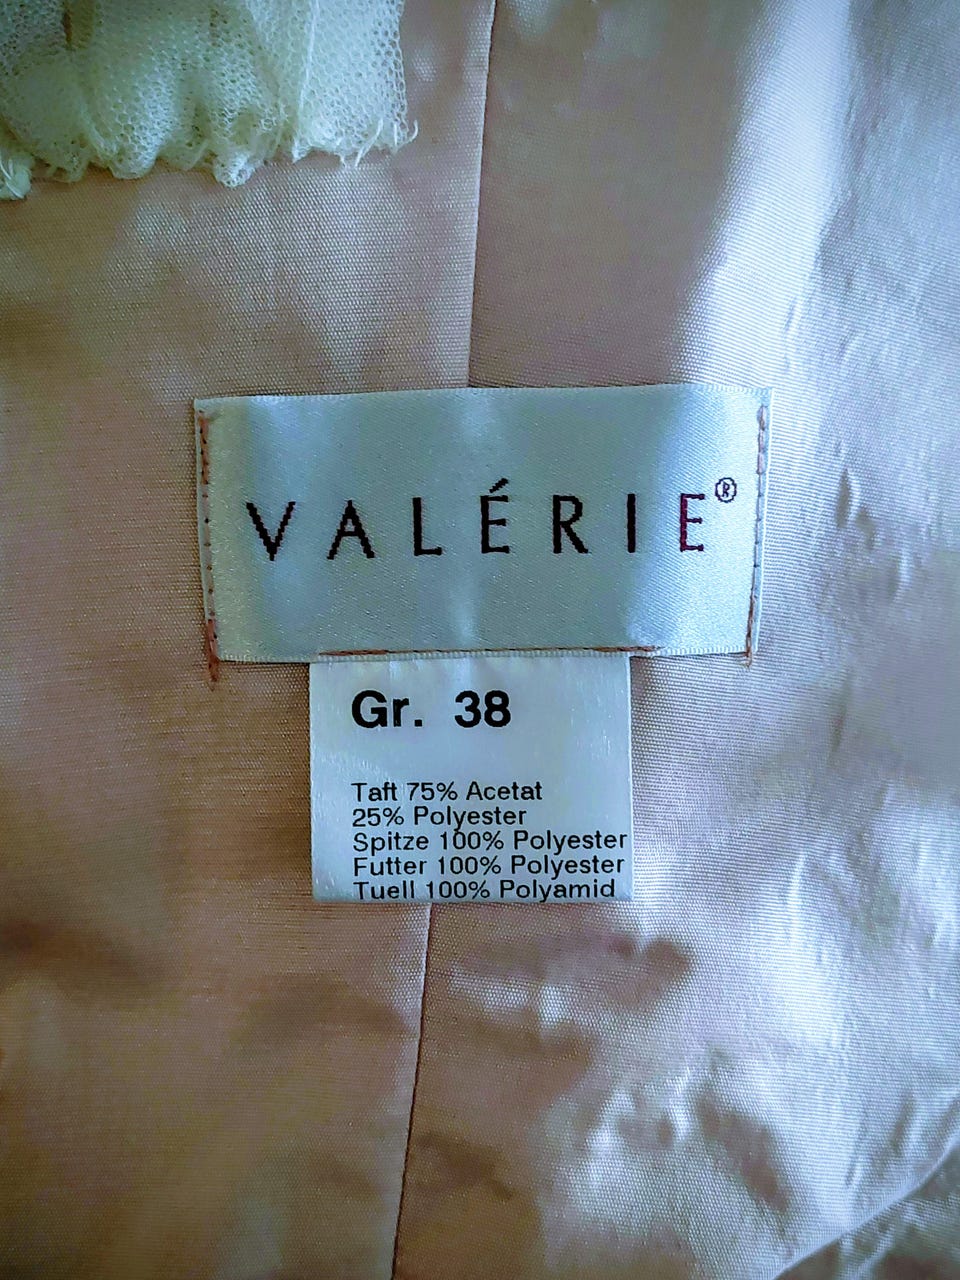 VALÉRIE®
Gr. 38
Taft 75% Acetat
25% Polyester
Spitze 100% Polyester
Futter 100% Polyester
Tuell 100% Polyamid